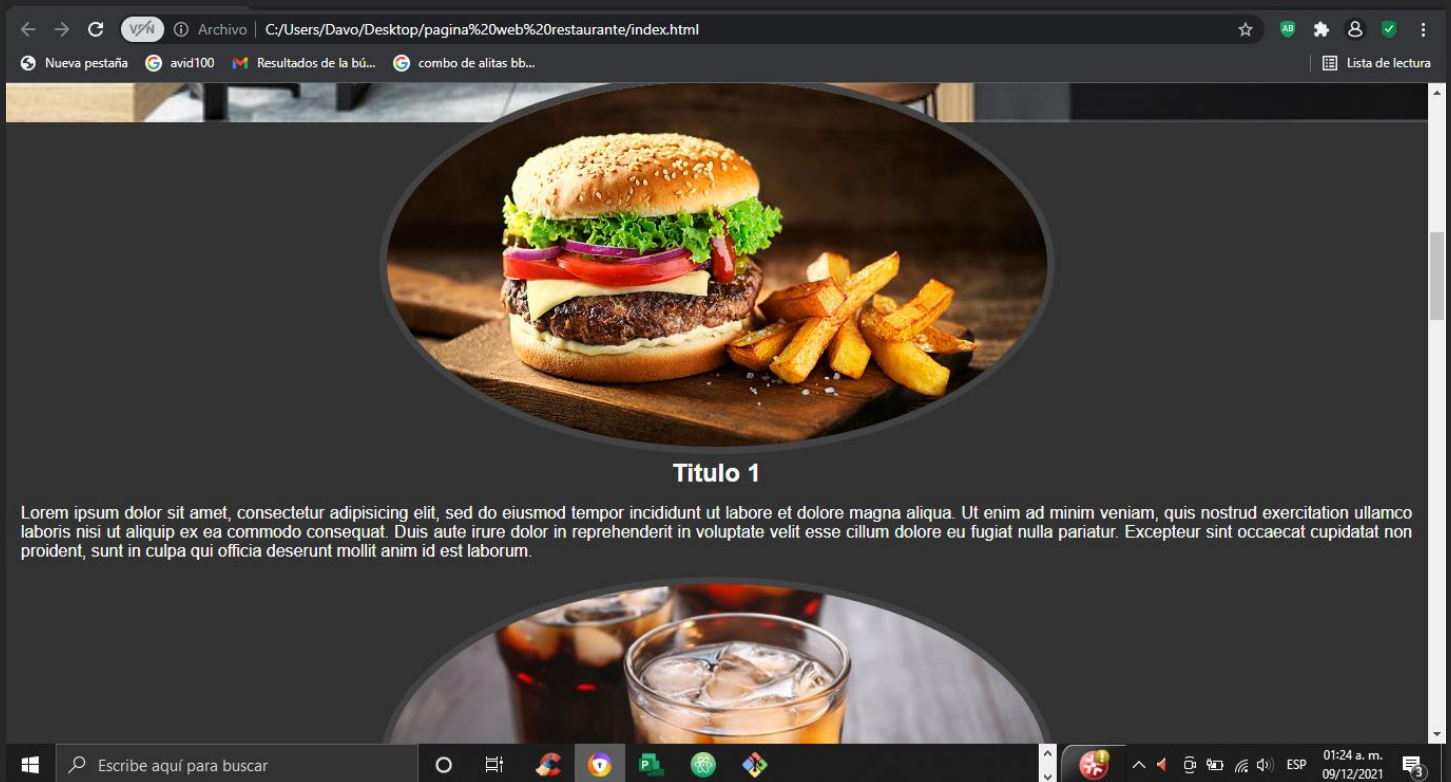 VPN Archivo C:/Users/Davo/Desktop/pagina%20web%20restaurante/index.html AB
Nueva pestaña avid100 Resultados de la bú... combo de alitas bb... Lista de lectura
Titulo 1
Lorem ipsum dolor sit amet, consectetur adipisicing elit, sed do eiusmod tempor incididunt ut labore et dolore magna aliqua. Ut enim ad minim veniam, quis nostrud exercitation ullamco
laboris nisi ut aliquip ex ea commodo consequat. Duis aute irure dolor in reprehenderit in voluptate velit esse cillum dolore eu fugiat nulla pariatur. Excepteur sint occaecat cupidatat non
proident, sunt in culpa qui officia deserunt mollit anim id est laborum.
Escribe aquí para buscar P ESP 01:24 a. m.
09/12/2021 3